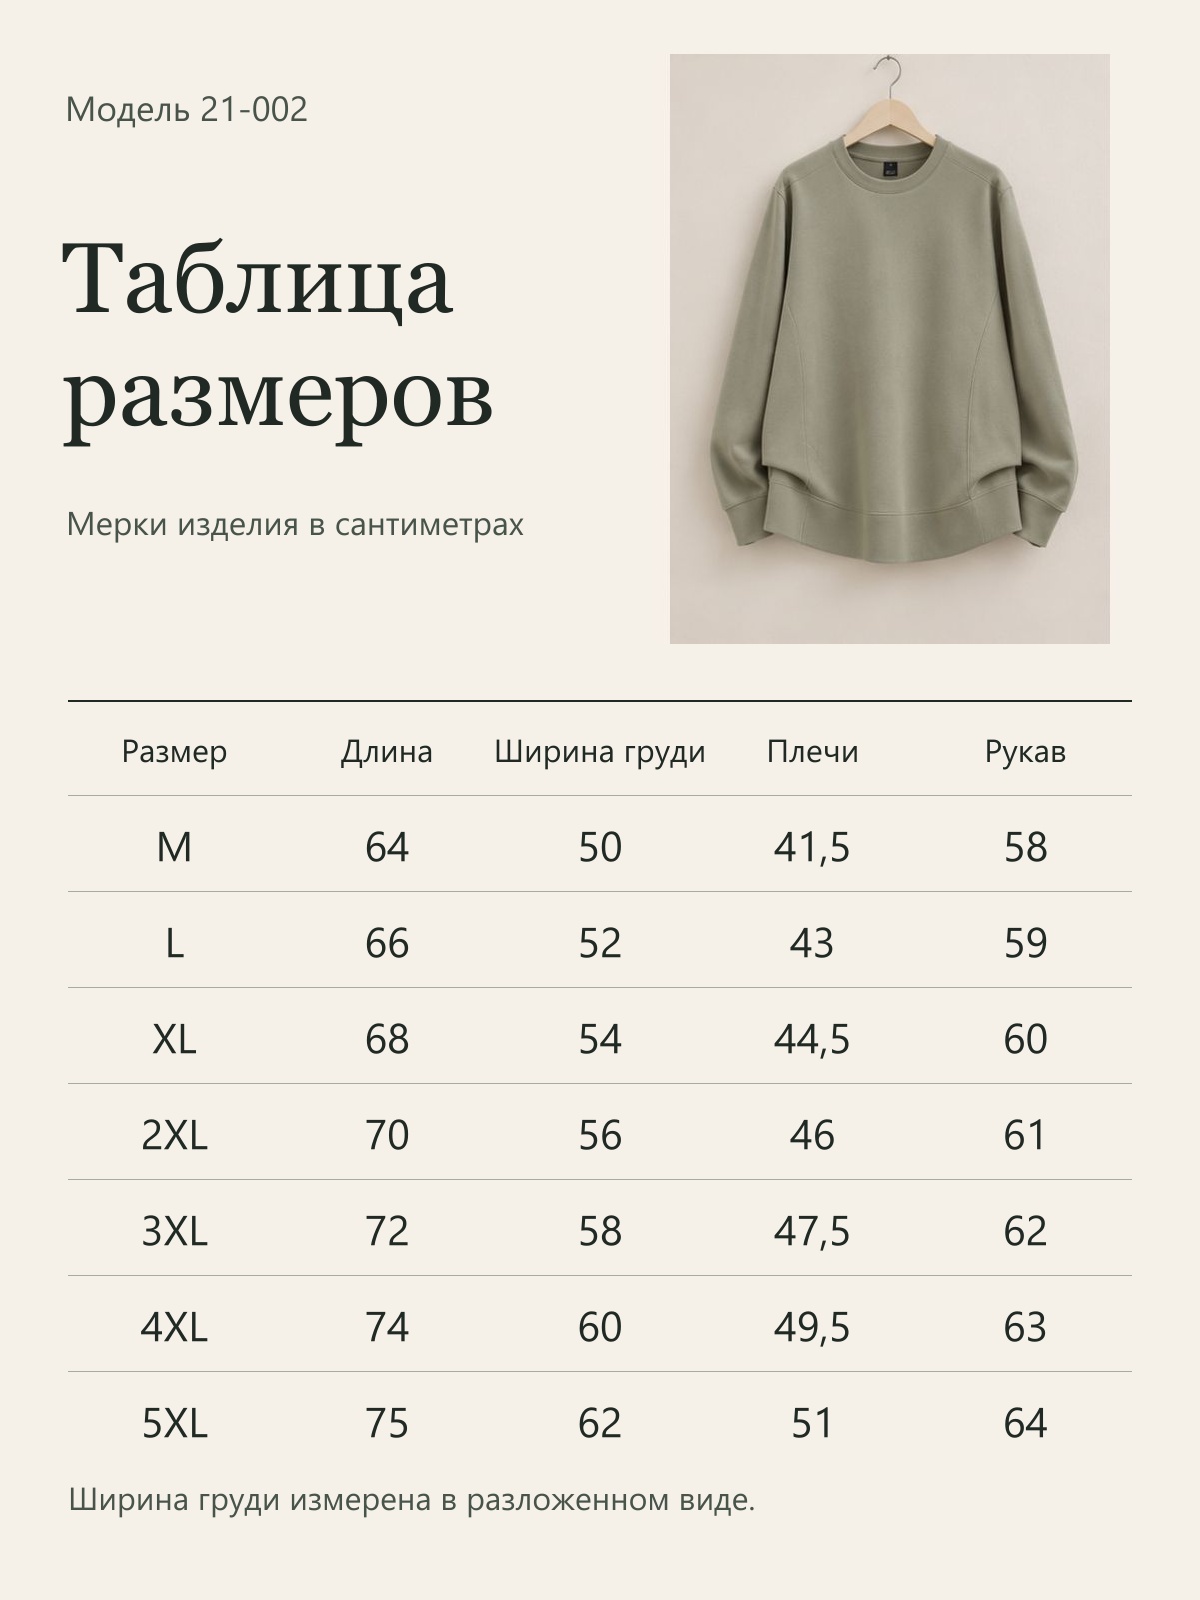 Модель 21-002
Таблица
размеров
Мерки изделия в сантиметрах
Размер Длина Ширина груди Плечи Рукав
M 64 50 41,5 58
L 66 52 43 59
XL 68 54 44,5 60
2XL 70 56 46 61
3XL 72 58 47,5 62
4XL 74 60 49,5 63
5XL 75 62 51 64
Ширина груди измерена в разложенном виде.